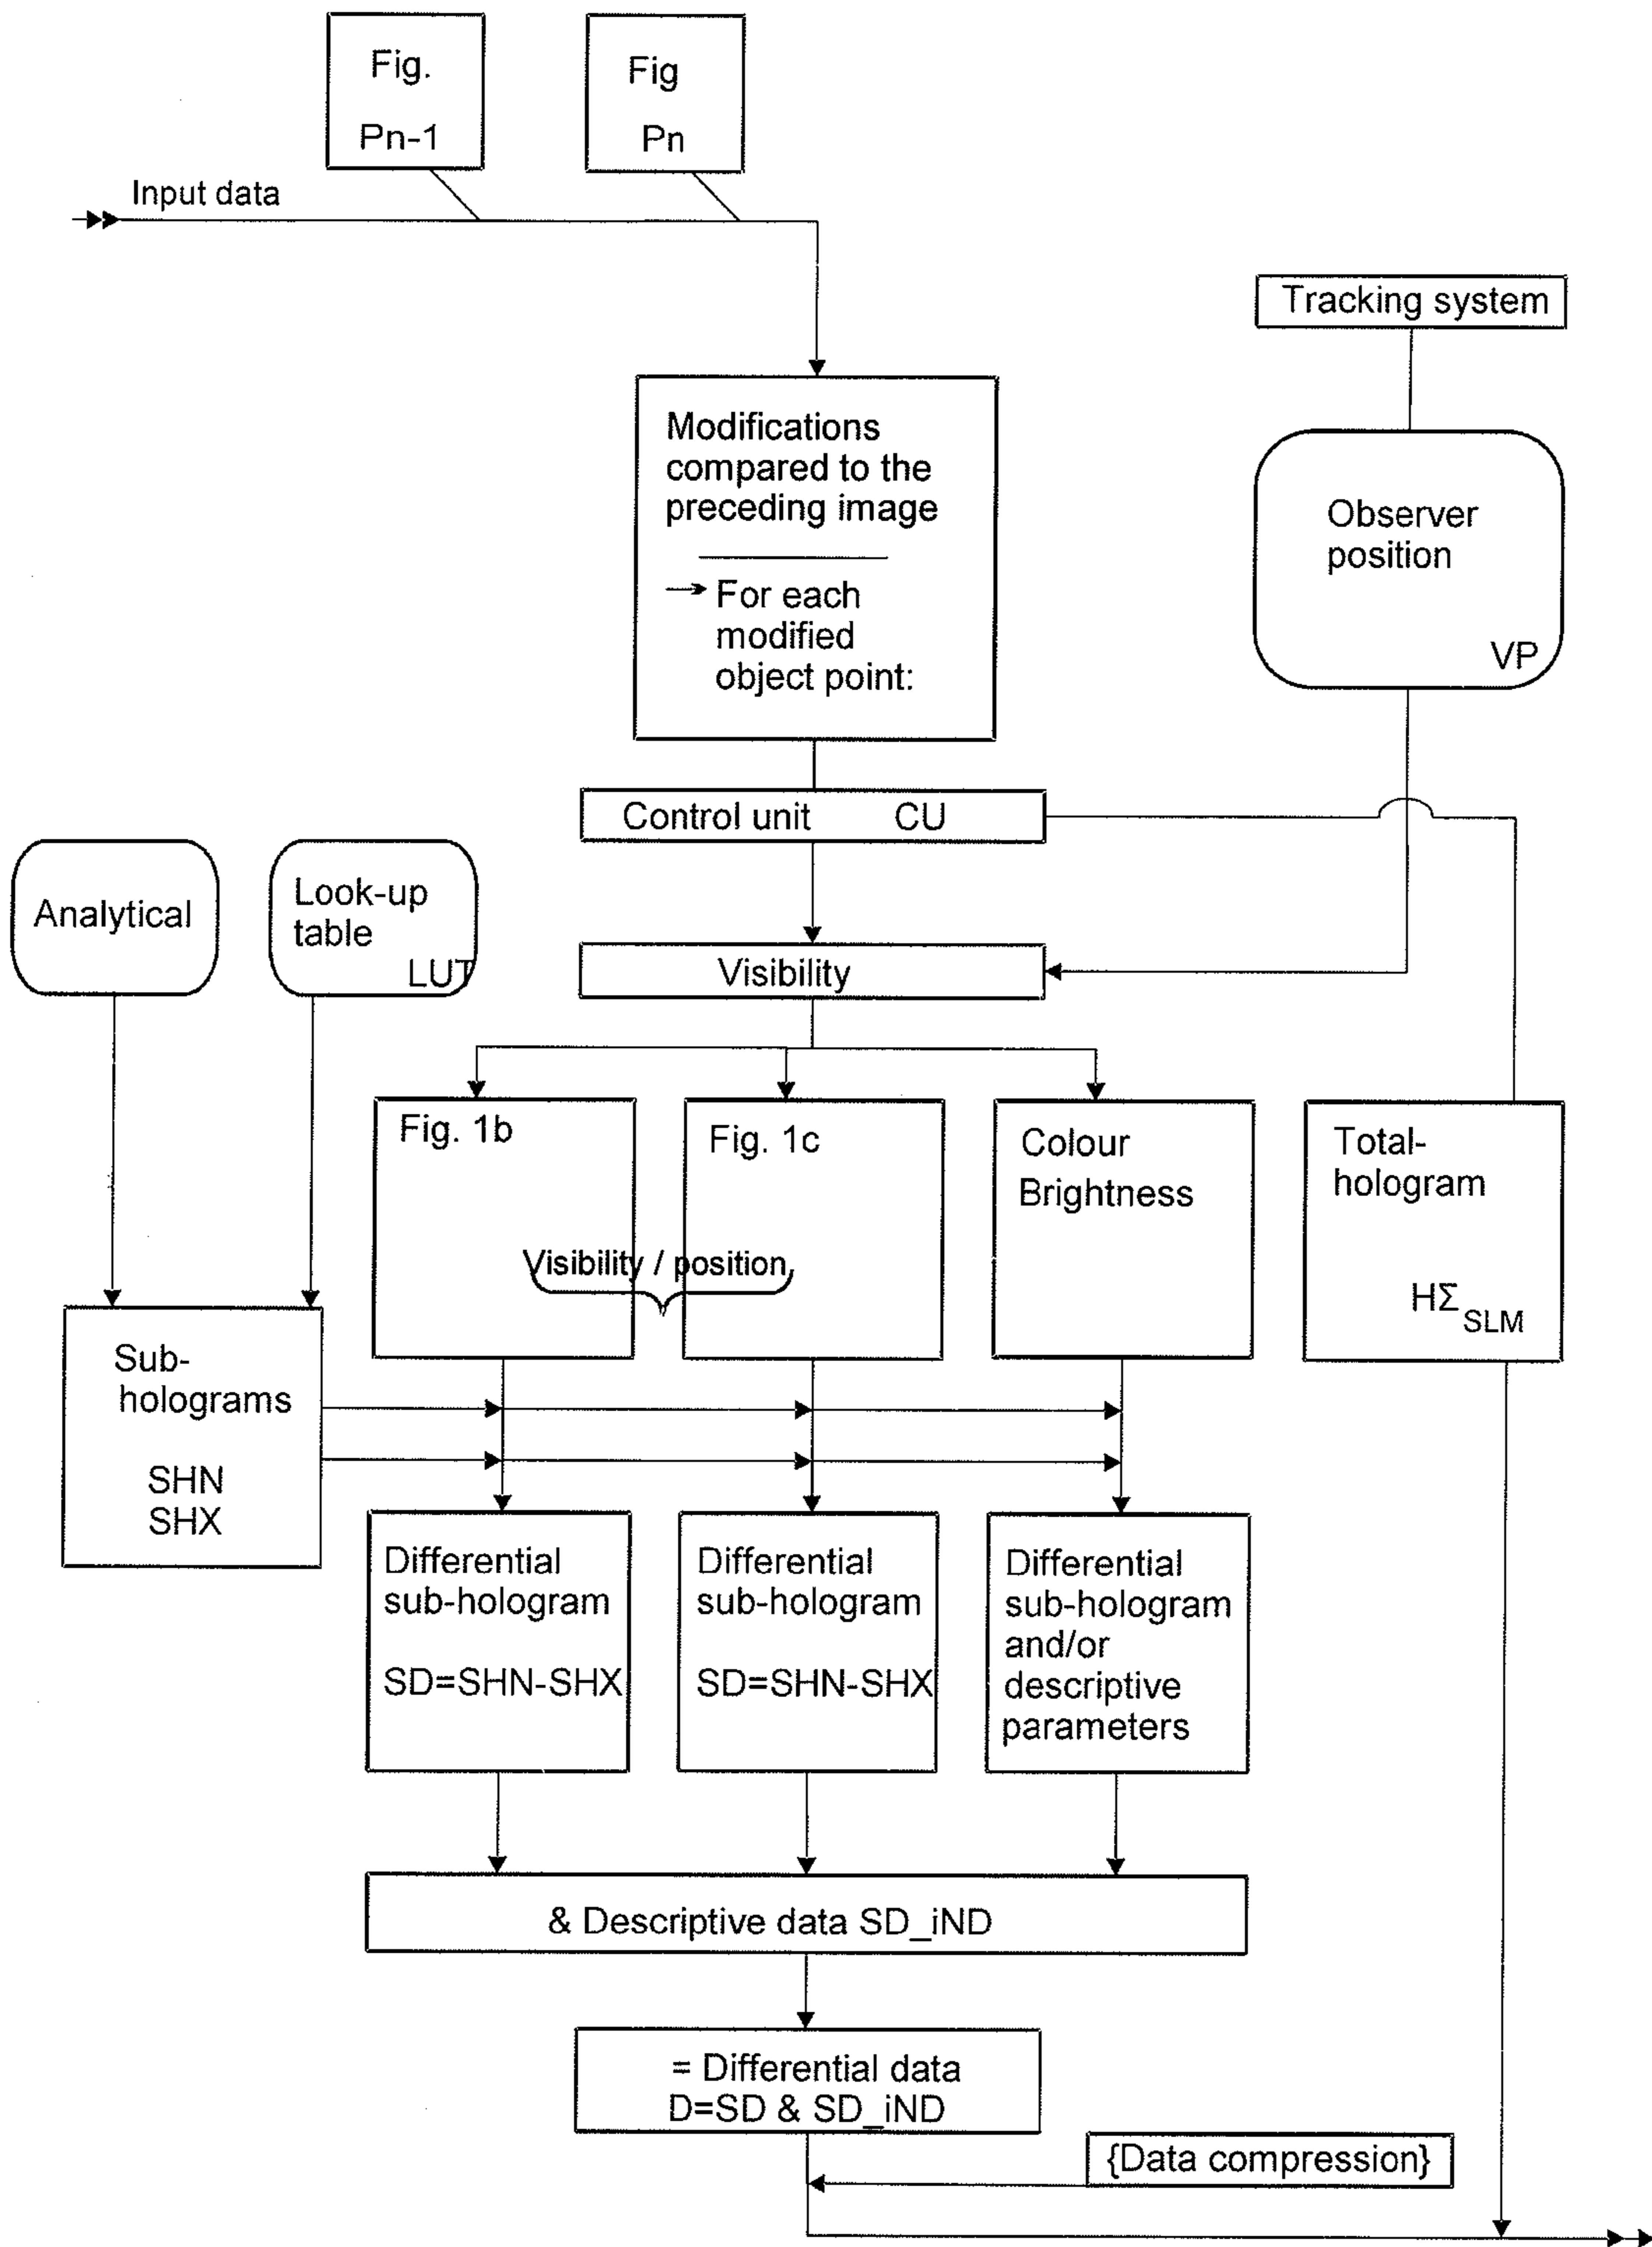 Fig.
Pn-1
Fig
Pn
Input data
Tracking system
Modifications
compared to the
preceding image
For each
modified
object point:
Observer
position
VP
Control unit CU
Analytical
Look-up
table
LUT
Visibility
Fig. 1b
Fig. 1c
Colour
Brightness
Total-
hologram
HΣSLM
Visibility / position
Sub-
holograms
SHN
SHX
Differential
sub-hologram
SD=SHN-SHX
Differential
sub-hologram
SD=SHN-SHX
Differential
sub-hologram
and/or
descriptive
parameters
& Descriptive data SD_iND
= Differential data
D=SD & SD_iND
{Data compression}